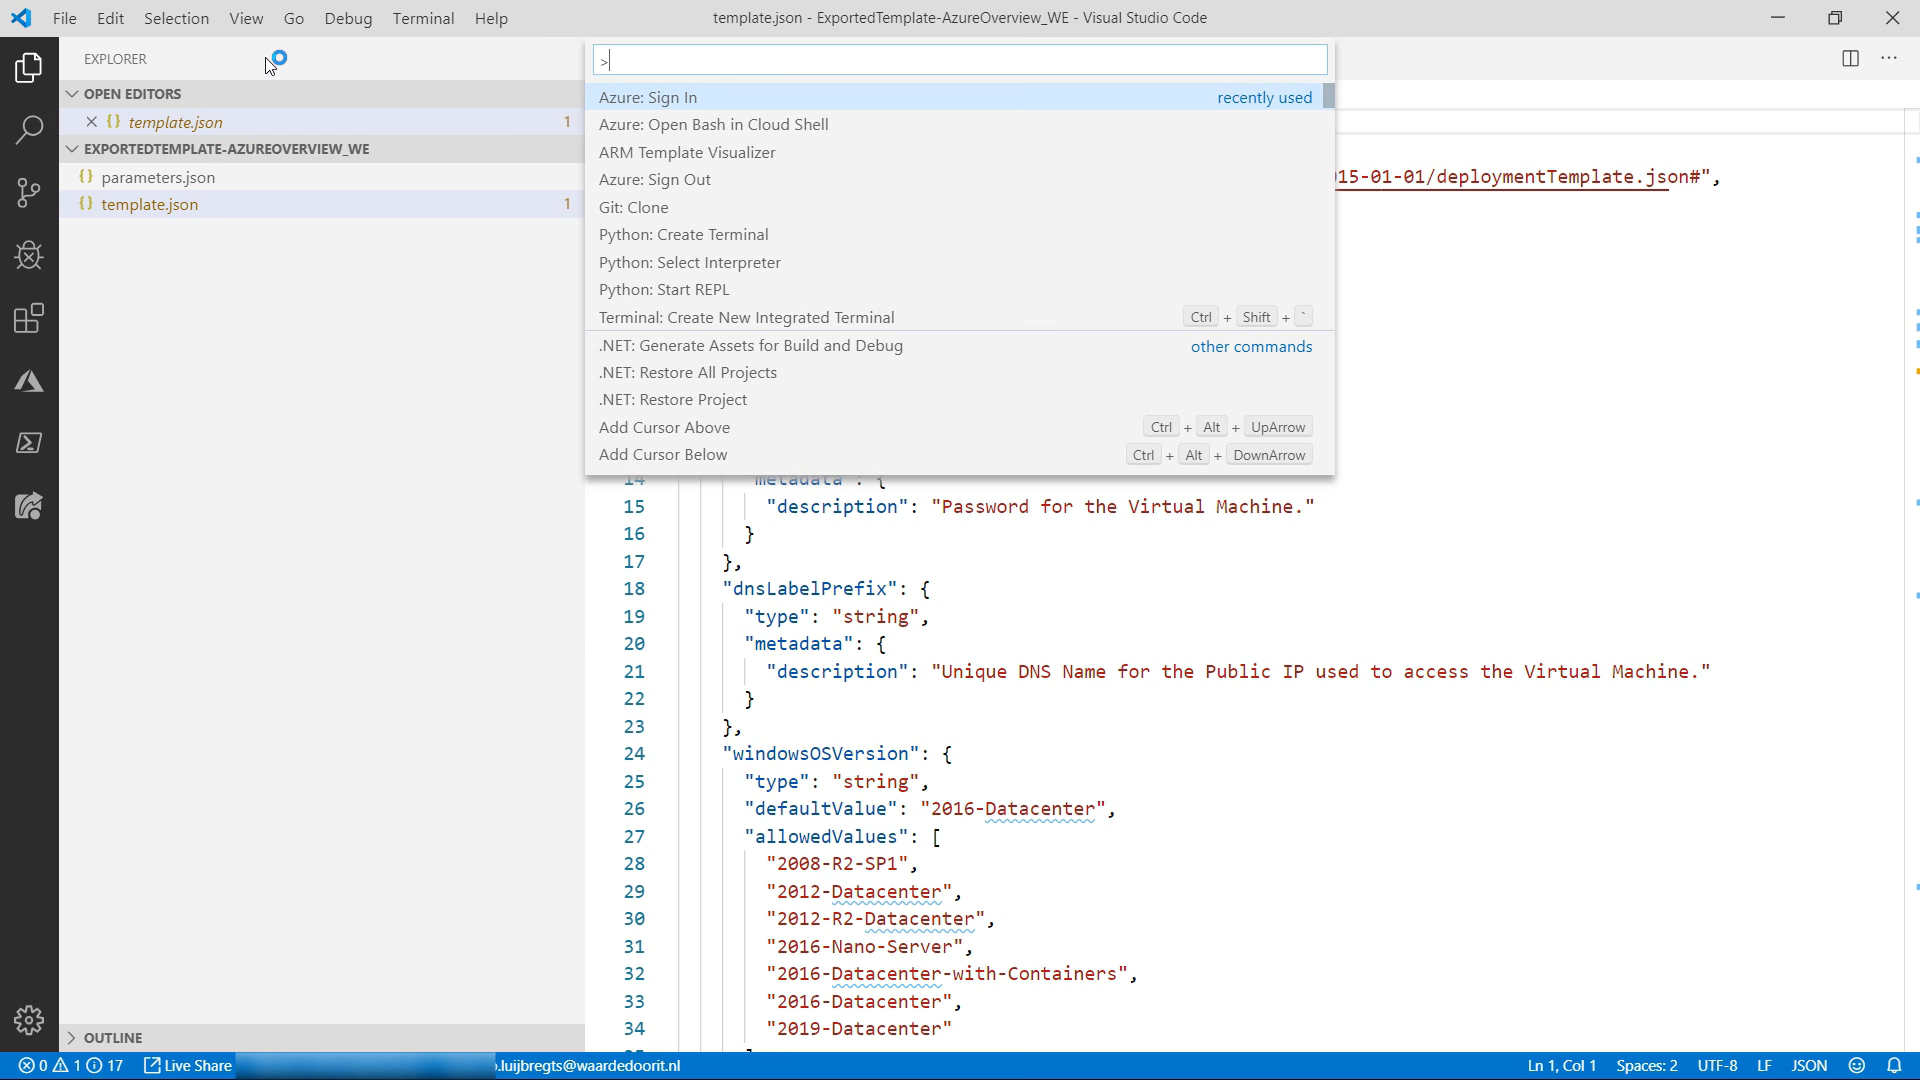 File Edit Selection View Go Debug Terminal Help
template.json - ExportedTemplate-AzureOverview_WE - Visual Studio Code
EXPLORER
OPEN EDITORS
{} template.json 1
EXPORTEDTEMPLATE-AZUREOVERVIEW_WE
{} parameters.json
{} template.json 1
OUTLINE
>
Azure: Sign In recently used
Azure: Open Bash in Cloud Shell
ARM Template Visualizer
Azure: Sign Out
Git: Clone
Python: Create Terminal
Python: Select Interpreter
Python: Start REPL
Terminal: Create New Integrated Terminal Ctrl + Shift + `
.NET: Generate Assets for Build and Debug other commands
.NET: Restore All Projects
.NET: Restore Project
Add Cursor Above Ctrl + Alt + UpArrow
Add Cursor Below Ctrl + Alt + DownArrow
15-01-01/deploymentTemplate.json#",
14 "metadata": {
15 "description": "Password for the Virtual Machine."
16 }
17 },
18 "dnsLabelPrefix": {
19 "type": "string",
20 "metadata": {
21 "description": "Unique DNS Name for the Public IP used to access the Virtual Machine."
22 }
23 },
24 "windowsOSVersion": {
25 "type": "string",
26 "defaultValue": "2016-Datacenter",
27 "allowedValues": [
28 "2008-R2-SP1",
29 "2012-Datacenter",
30 "2012-R2-Datacenter",
31 "2016-Nano-Server",
32 "2016-Datacenter-with-Containers",
33 "2016-Datacenter",
34 "2019-Datacenter"
0 1 17 Live Share .luijbregts@waardedoorit.nl Ln 1, Col 1 Spaces: 2 UTF-8 LF JSON